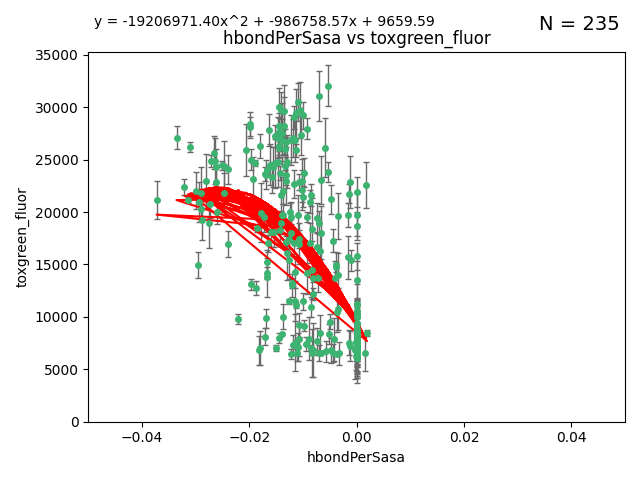 y = -19206971.40x^2 + -986758.57x + 9659.59
N = 235
hbondPerSasa vs toxgreen_fluor
35000
30000
25000
20000
15000
10000
5000
0
toxgreen_fluor
−0.04
−0.02
0.00
0.02
0.04
hbondPerSasa